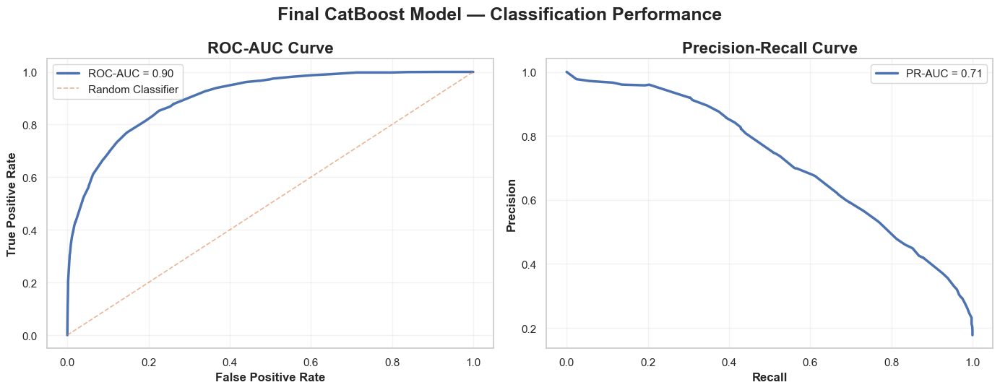 Final CatBoost Model — Classification Performance
ROC-AUC Curve
ROC-AUC = 0.90
Random Classifier
True Positive Rate
1.0
0.8
0.6
0.4
0.2
0.0
0.0 0.2 0.4 0.6 0.8 1.0
False Positive Rate
Precision-Recall Curve
PR-AUC = 0.71
Precision
1.0
0.8
0.6
0.4
0.2
0.0 0.2 0.4 0.6 0.8 1.0
Recall